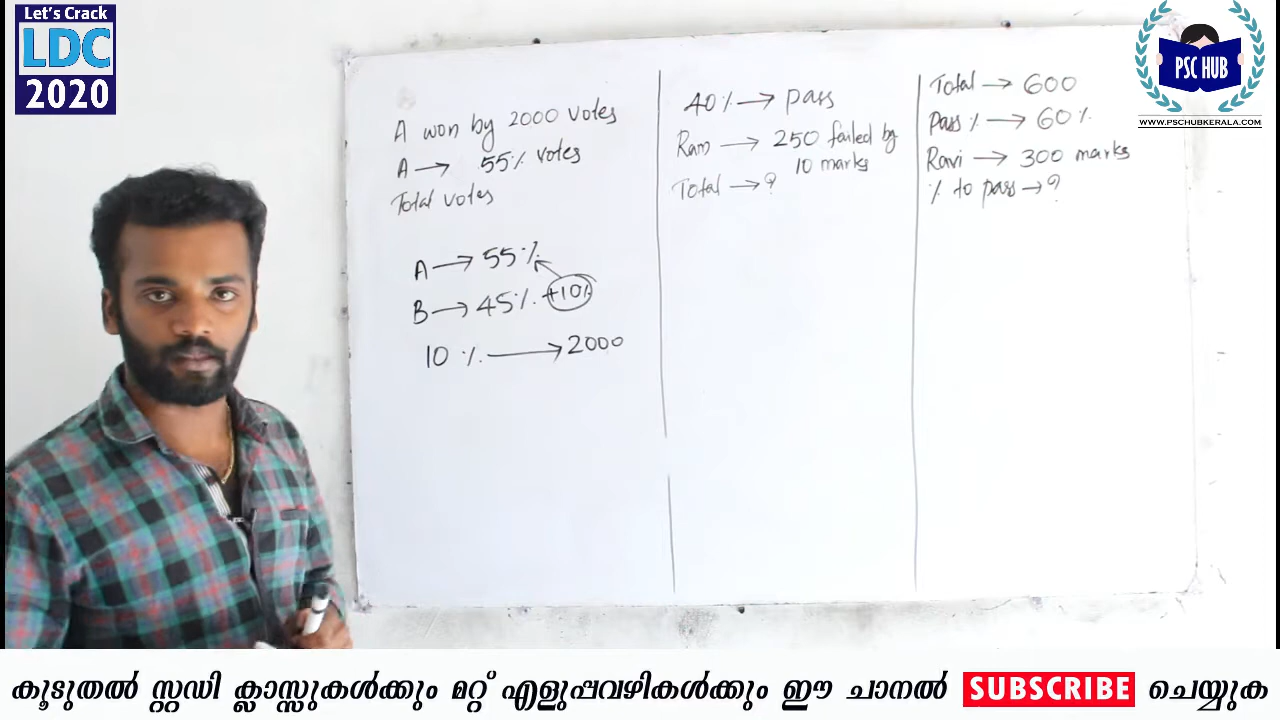 Let's Crack
LDC
2020
PSC HUB
WWW.PSCHUBKERALA.COM
A won by 2000 votes
A → 55% votes
Total votes
A → 55%
B → 45% +10%
10% → 2000
40% → pass
Ram → 250 failed by
10 marks
Total → ?
Total → 600
Pass % → 60%
Ravi → 300 marks
% to pass → ?
കൂടുതൽ സ്റ്റഡി ക്ലാസ്സുകൾക്കും മറ്റ് എളുപ്പവഴികൾക്കും ഈ ചാനൽ SUBSCRIBE ചെയ്യുക